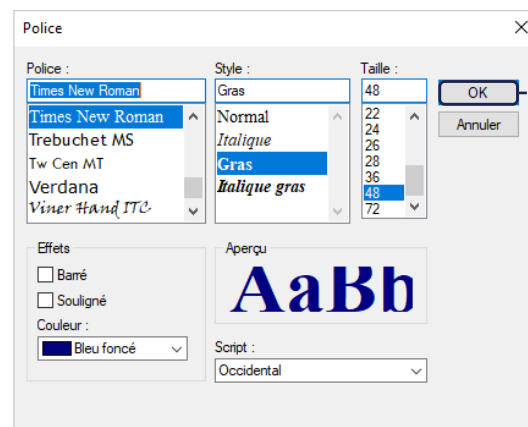 Police
Police :
Times New Roman
Times New Roman
Trebuchet MS
Tw Cen MT
Verdana
Viner Hand ITC
Style :
Gras
Normal
Italique
Gras
Italique gras
Taille :
48
22
24
26
28
36
48
72
OK
Annuler
Effets
Barré
Souligné
Couleur :
Bleu foncé
Aperçu
AaBb
Script :
Occidental